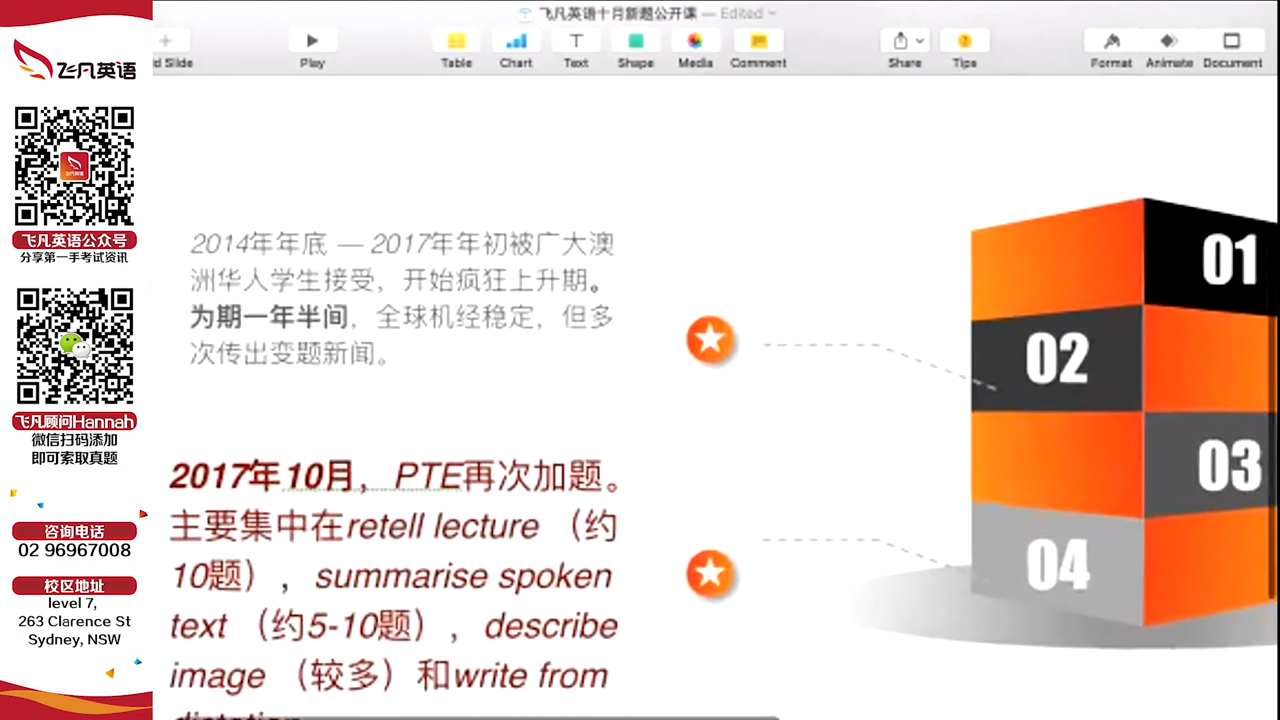 飞凡英语十月新题公开课 — Edited
d Slide
Play
Table
Chart
Text
Shape
Media
Comment
Share
Tips
Format
Animate
Document
飞凡英语
飞凡英语公众号
分享第一手考试资讯
飞凡顾问Hannah
微信扫码添加
即可索取真题
咨询电话
02 96967008
校区地址
level 7,
263 Clarence St
Sydney, NSW
2014年年底 — 2017年年初被广大澳
洲华人学生接受，开始疯狂上升期。
为期一年半间，全球机经稳定，但多
次传出变题新闻。
2017年10月，PTE再次加题。
主要集中在retell lecture （约
10题），summarise spoken
text （约5-10题），describe
image （较多）和write from
01
02
03
04